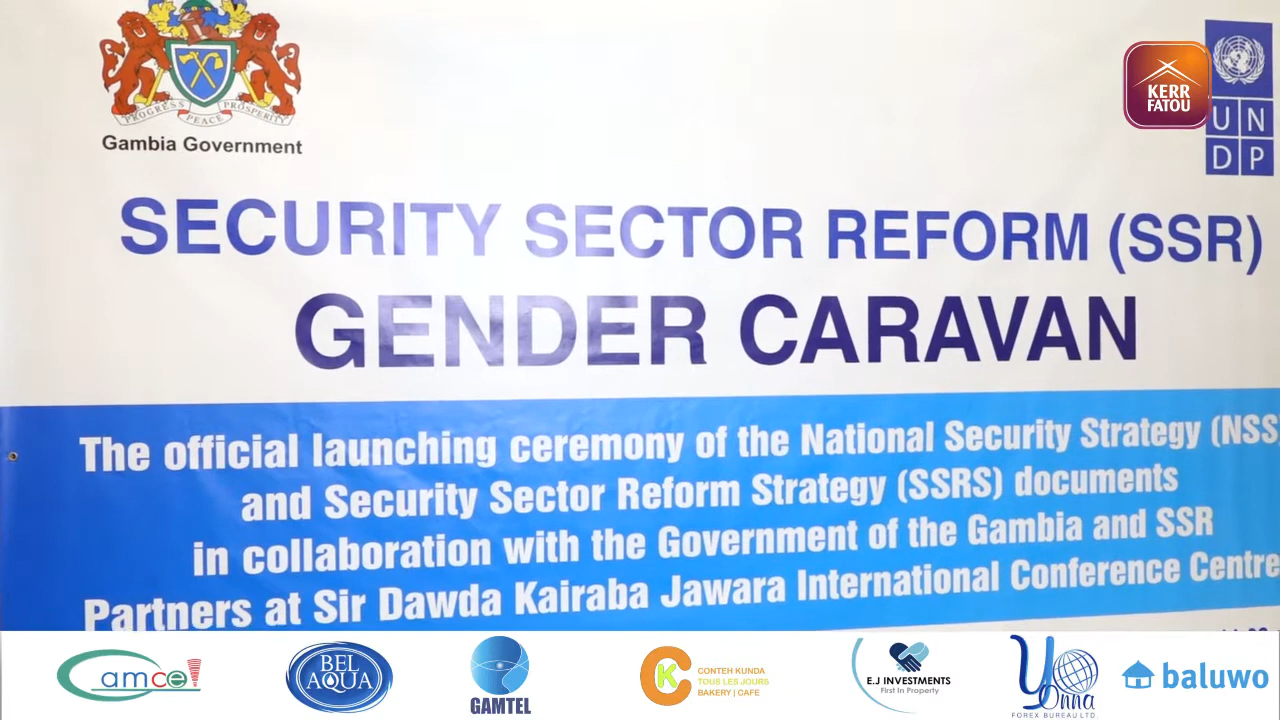 PROGRESS PEACE PROSPERITY
Gambia Government
KERR
FATOU
UN
DP
SECURITY SECTOR REFORM (SSR)
GENDER CARAVAN
The official launching ceremony of the National Security Strategy (NSS
and Security Sector Reform Strategy (SSRS) documents
in collaboration with the Government of the Gambia and SSR
Partners at Sir Dawda Kairaba Jawara International Conference Centre
Gamcel
BEL
AQUA
GAMTEL
CONTEH KUNDA
TOUS LES JOURS
BAKERY | CAFE
E.J INVESTMENTS
First In Property
Yonna
FOREX BUREAU LTD
baluwo